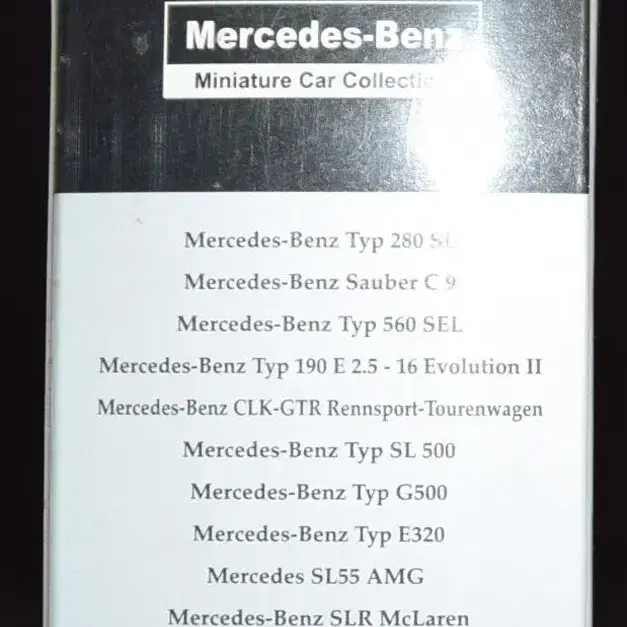 Mercedes-Benz
Miniature Car Collecti
Mercedes-Benz Typ 280 SL
Mercedes-Benz Sauber C 9
Mercedes-Benz Typ 560 SEL
Mercedes-Benz Typ 190 E 2.5 - 16 Evolution II
Mercedes-Benz CLK-GTR Rennsport-Tourenwagen
Mercedes-Benz Typ SL 500
Mercedes-Benz Typ G500
Mercedes-Benz Typ E320
Mercedes SL55 AMG
Mercedes-Benz SLR McLaren